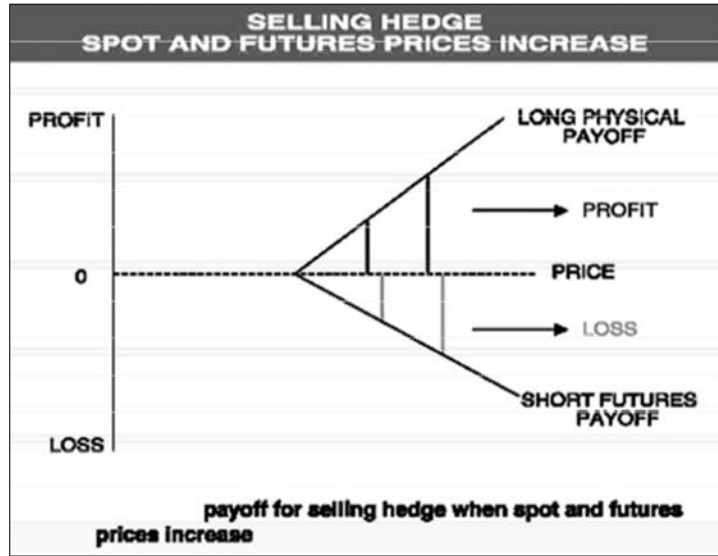 SELLING HEDGE
SPOT AND FUTURES PRICES INCREASE
PROFIT
LONG PHYSICAL
PAYOFF
PROFIT
0
PRICE
LOSS
SHORT FUTURES
PAYOFF
LOSS
payoff for selling hedge when spot and futures
prices increase